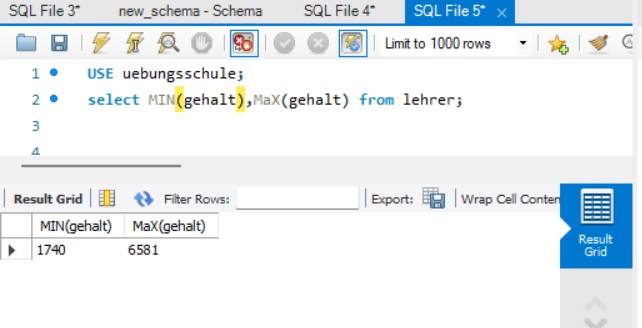 SQL File 3* new_schema - Schema SQL File 4* SQL File 5* ×
Limit to 1000 rows
1 USE uebungsschule;
2 select MIN(gehalt),MaX(gehalt) from lehrer;
3
4
Result Grid Filter Rows: Export: Wrap Cell Conten
MIN(gehalt) MaX(gehalt)
1740 6581
Result
Grid